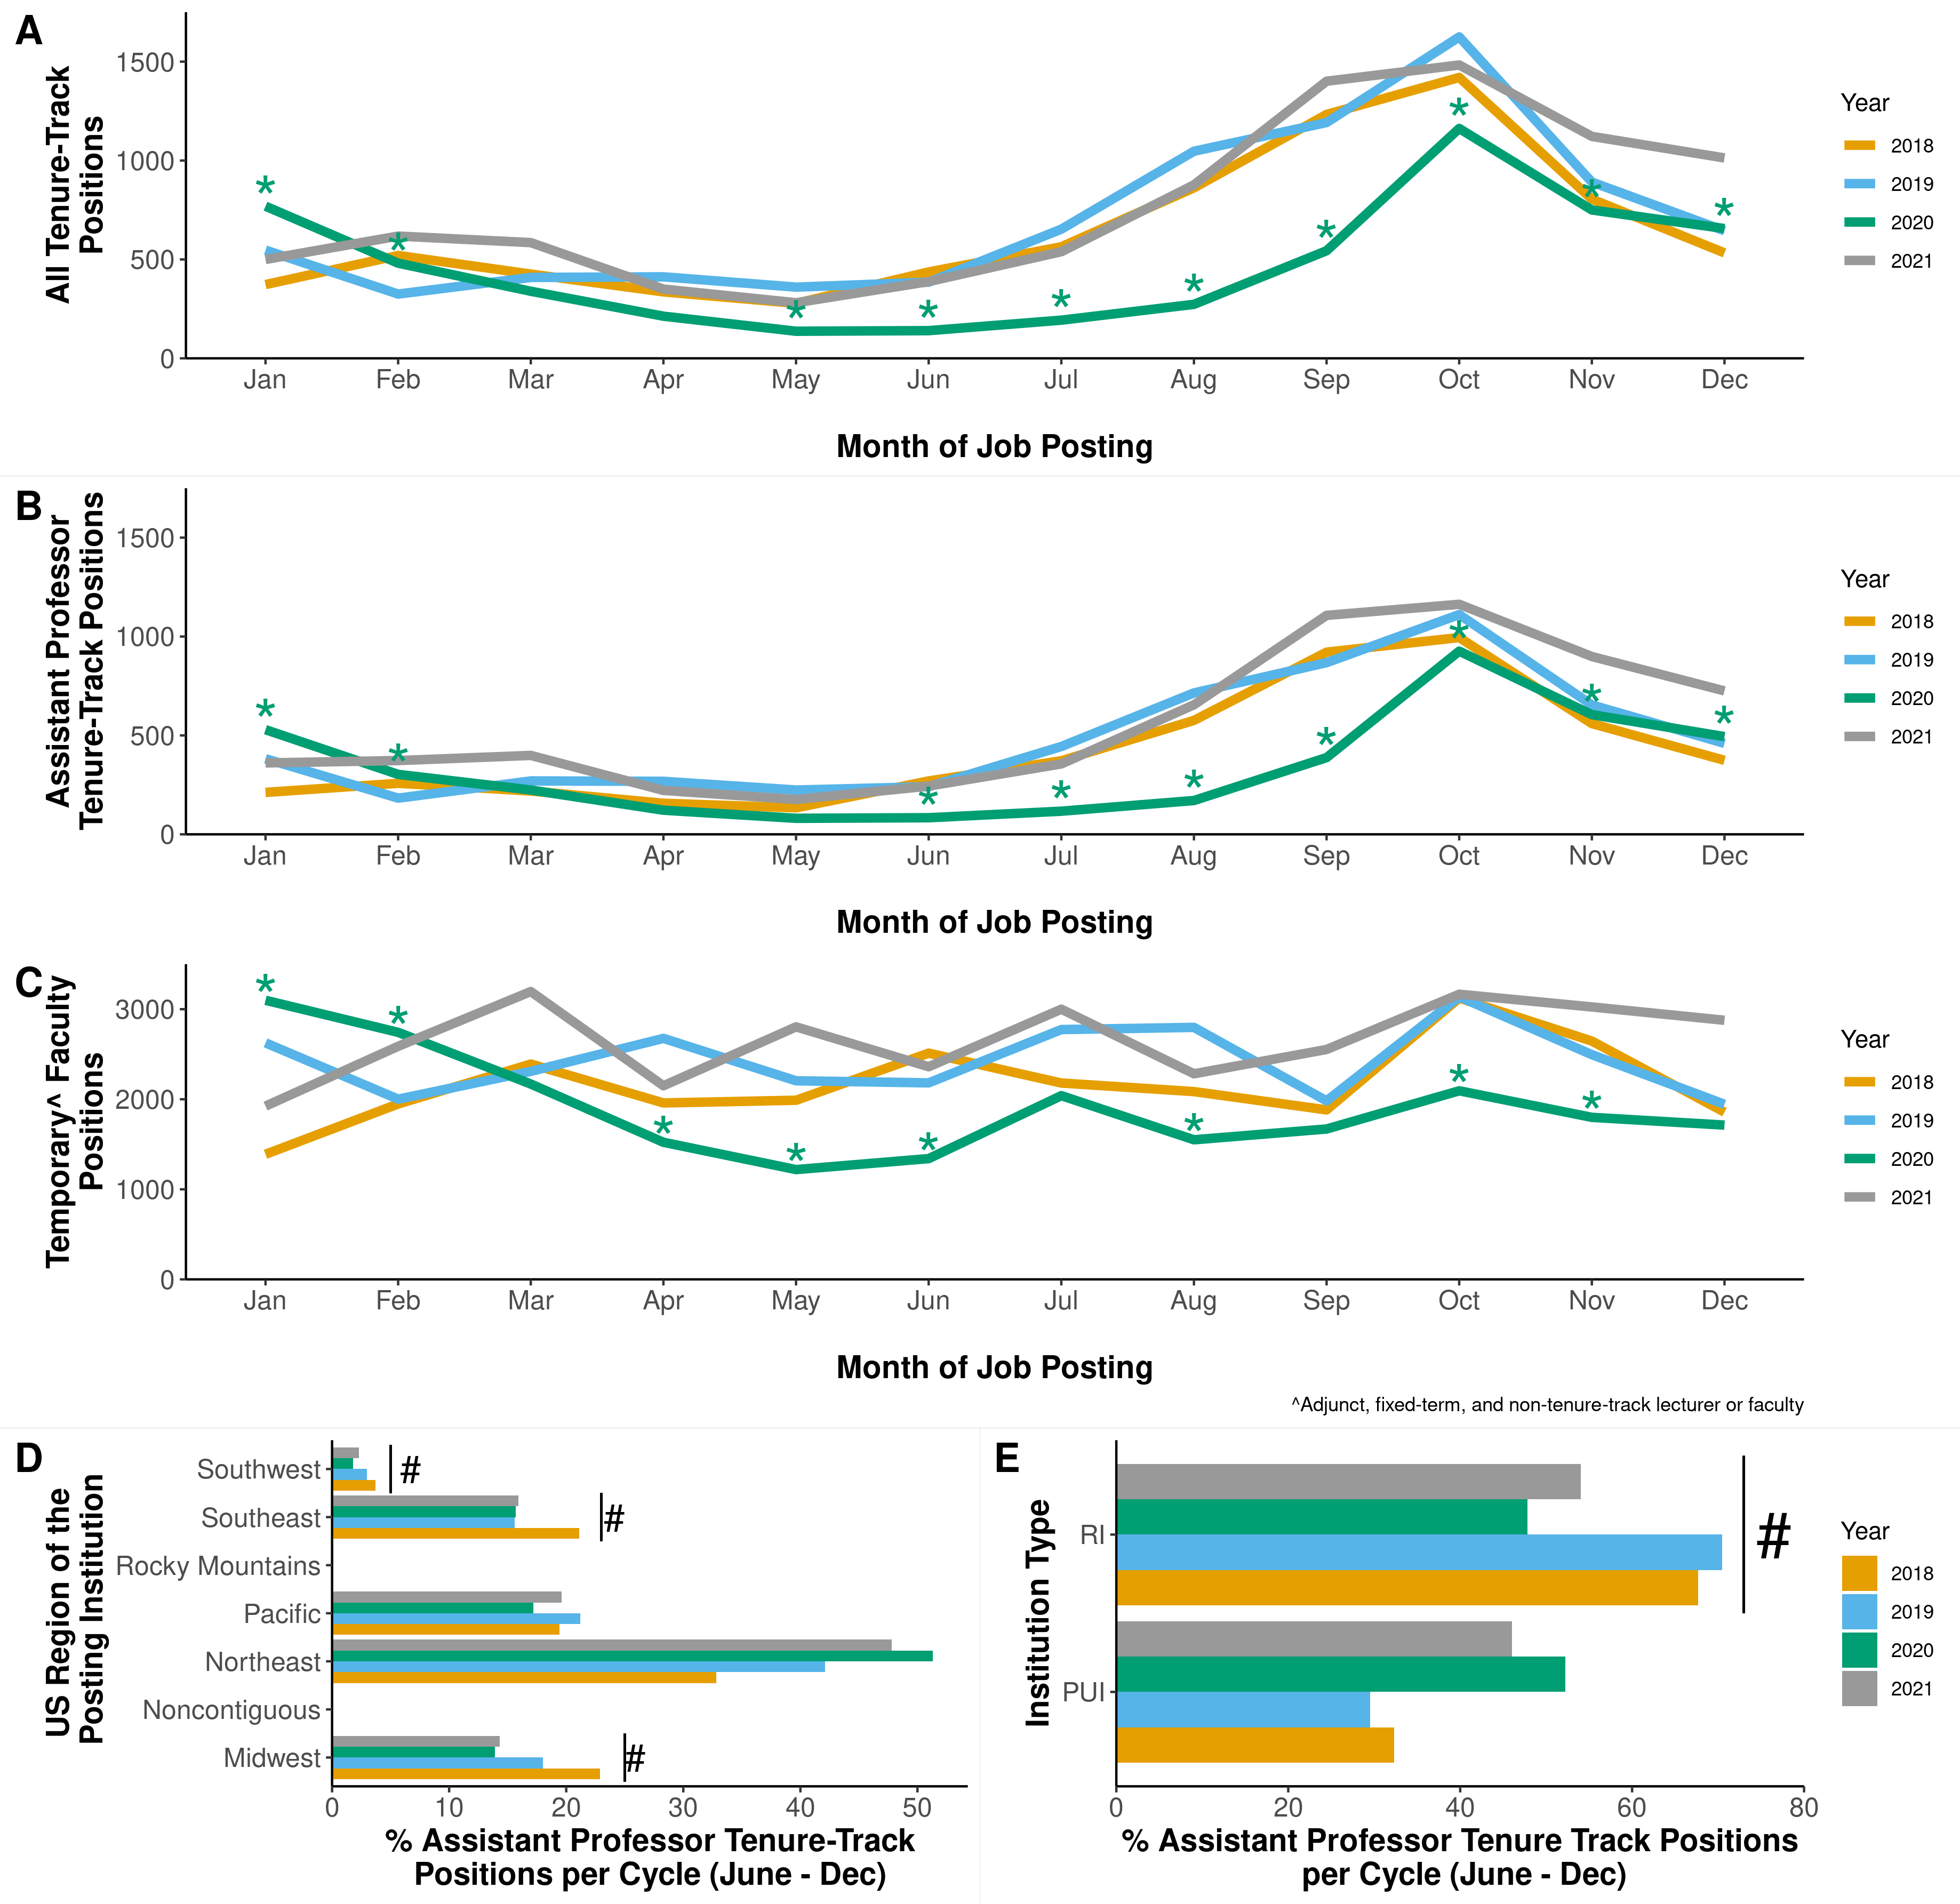 A
All Tenure-Track
Positions
1500
1000
500
0
Jan Feb Mar Apr May Jun Jul Aug Sep Oct Nov Dec
Month of Job Posting
* * * * * * * * * *
Year
2018
2019
2020
2021
B
Assistant Professor
Tenure-Track Positions
1500
1000
500
0
Jan Feb Mar Apr May Jun Jul Aug Sep Oct Nov Dec
Month of Job Posting
* * * * * * * * *
Year
2018
2019
2020
2021
C
Temporary^ Faculty
Positions
3000
2000
1000
0
Jan Feb Mar Apr May Jun Jul Aug Sep Oct Nov Dec
Month of Job Posting
^Adjunct, fixed-term, and non-tenure-track lecturer or faculty
* * * * * * * *
Year
2018
2019
2020
2021
D
US Region of the
Posting Institution
Southwest
Southeast
Rocky Mountains
Pacific
Northeast
Noncontiguous
Midwest
#
#
#
0 10 20 30 40 50
% Assistant Professor Tenure-Track
Positions per Cycle (June - Dec)
E
Institution Type
RI
PUI
#
0 20 40 60 80
% Assistant Professor Tenure Track Positions
per Cycle (June - Dec)
Year
2018
2019
2020
2021